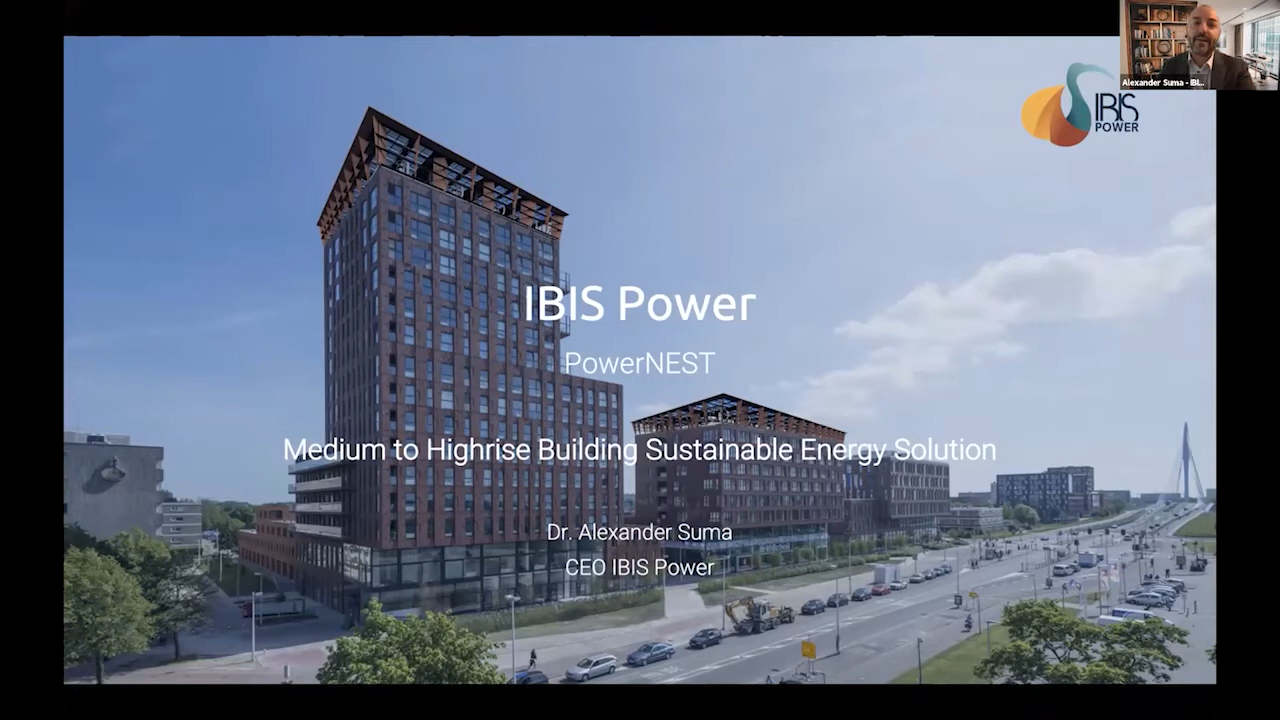 Alexander Suma - IBI...
IBIS
POWER
IBIS Power
PowerNEST
Medium to Highrise Building Sustainable Energy Solution
Dr. Alexander Suma
CEO IBIS Power